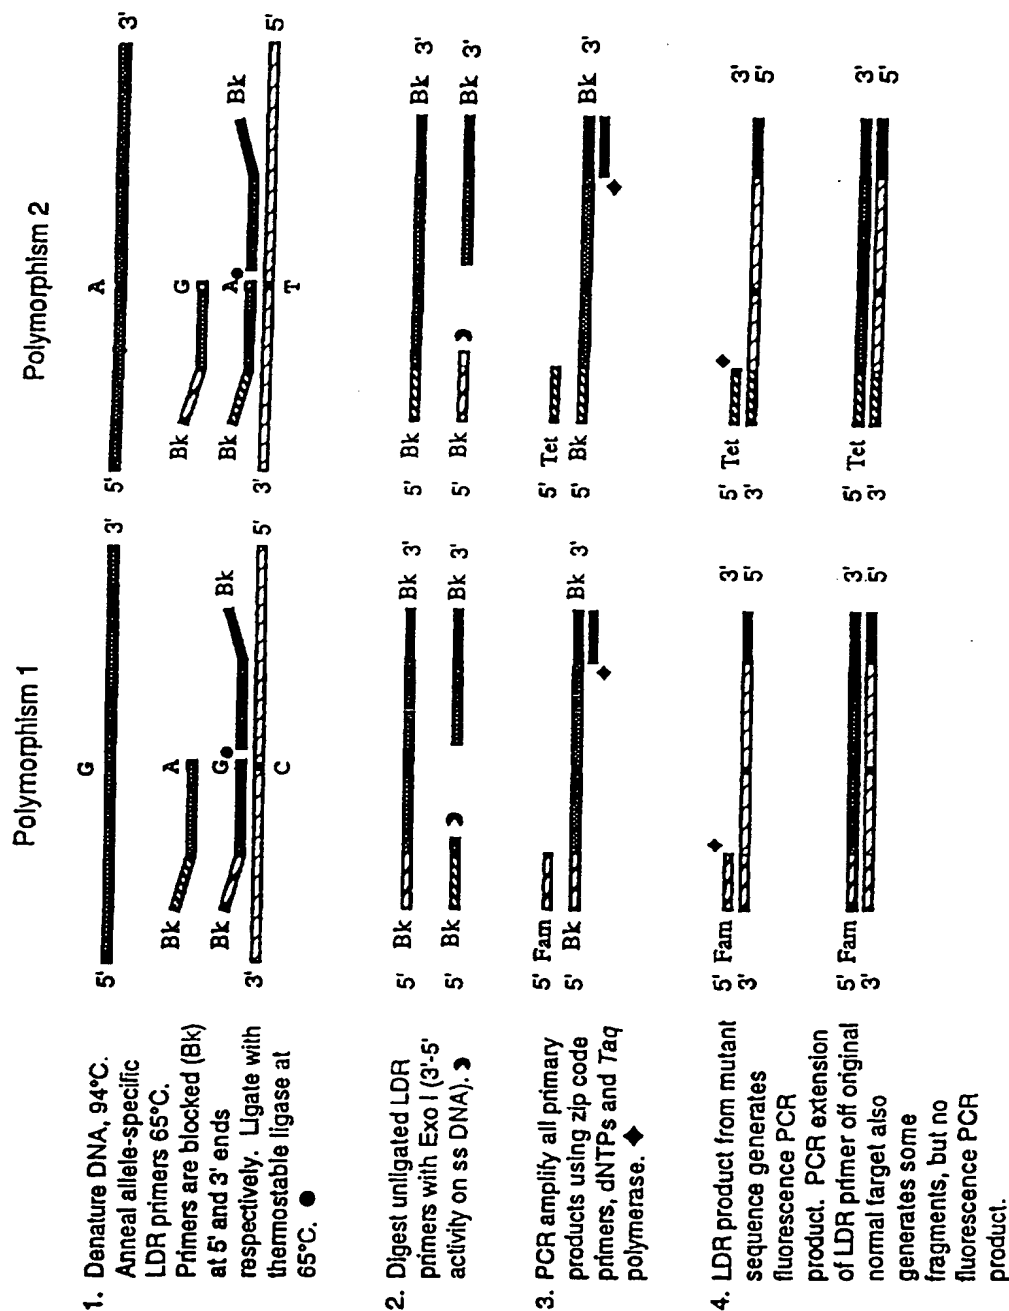 Polymorphism 1
Polymorphism 2
1. Denature DNA, 94°C.
Anneal allele-specific
LDR primers 65°C.
Primers are blocked (Bk)
at 5' and 3' ends
respectively. Ligate with
thermostable ligase at
65°C. ●
5'
G
3'
Bk
A
Bk
G
Bk
3'
C
5'
5'
A
3'
Bk
G
Bk
A
Bk
3'
T
5'
2. Digest unligated LDR
primers with Exo I (3'-5'
activity on ss DNA).
5' Bk
Bk 3'
5' Bk
Bk 3'
5' Bk
Bk 3'
5' Bk
Bk 3'
3. PCR amplify all primary
products using zip code
primers, dNTPs and Taq
polymerase. ◆
5' Fam
5' Bk
Bk 3'
5' Tet
5' Bk
Bk 3'
4. LDR product from mutant
sequence generates
fluorescence PCR
product. PCR extension
of LDR primer off original
normal target also
generates some
fragments, but no
fluorescence PCR
product.
5' Fam
3'
3'
5'
5' Fam
3'
3'
5'
5' Tet
3'
3'
5'
5' Tet
3'
3'
5'